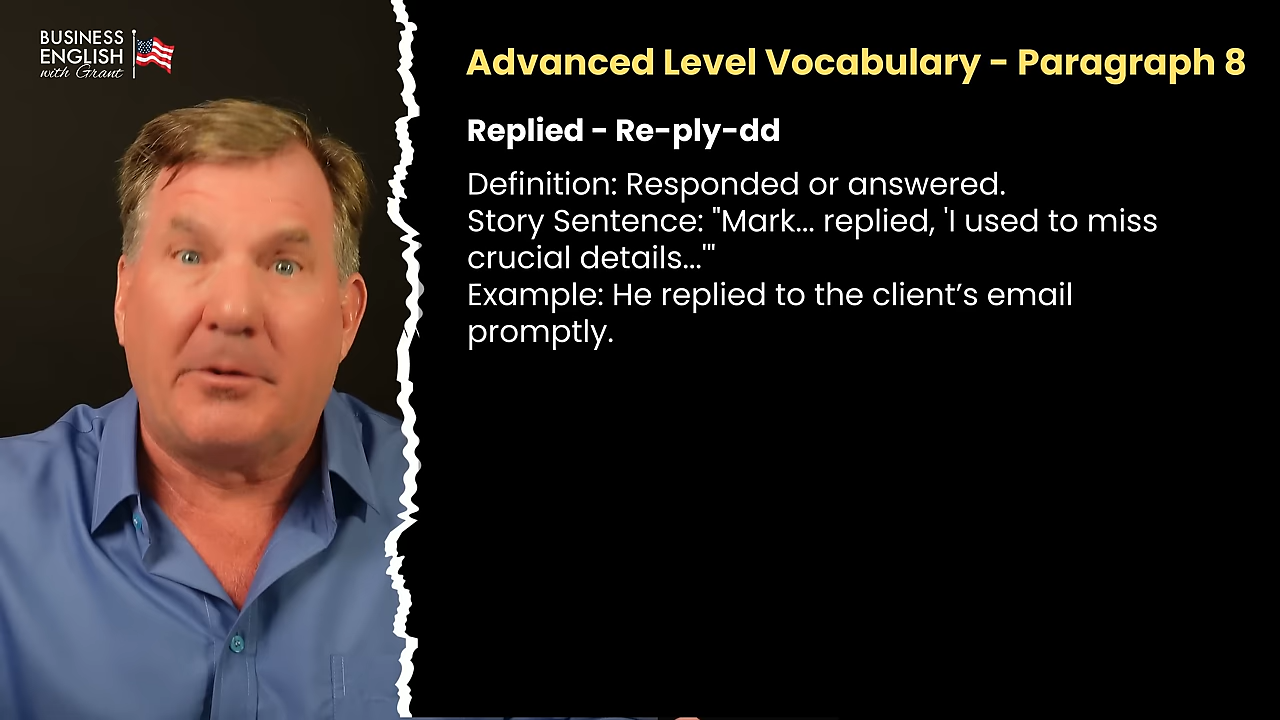 BUSINESS
ENGLISH
with Grant
Advanced Level Vocabulary - Paragraph 8
Replied - Re-ply-dd
Definition: Responded or answered.
Story Sentence: "Mark... replied, 'I used to miss
crucial details...'"
Example: He replied to the client’s email
promptly.